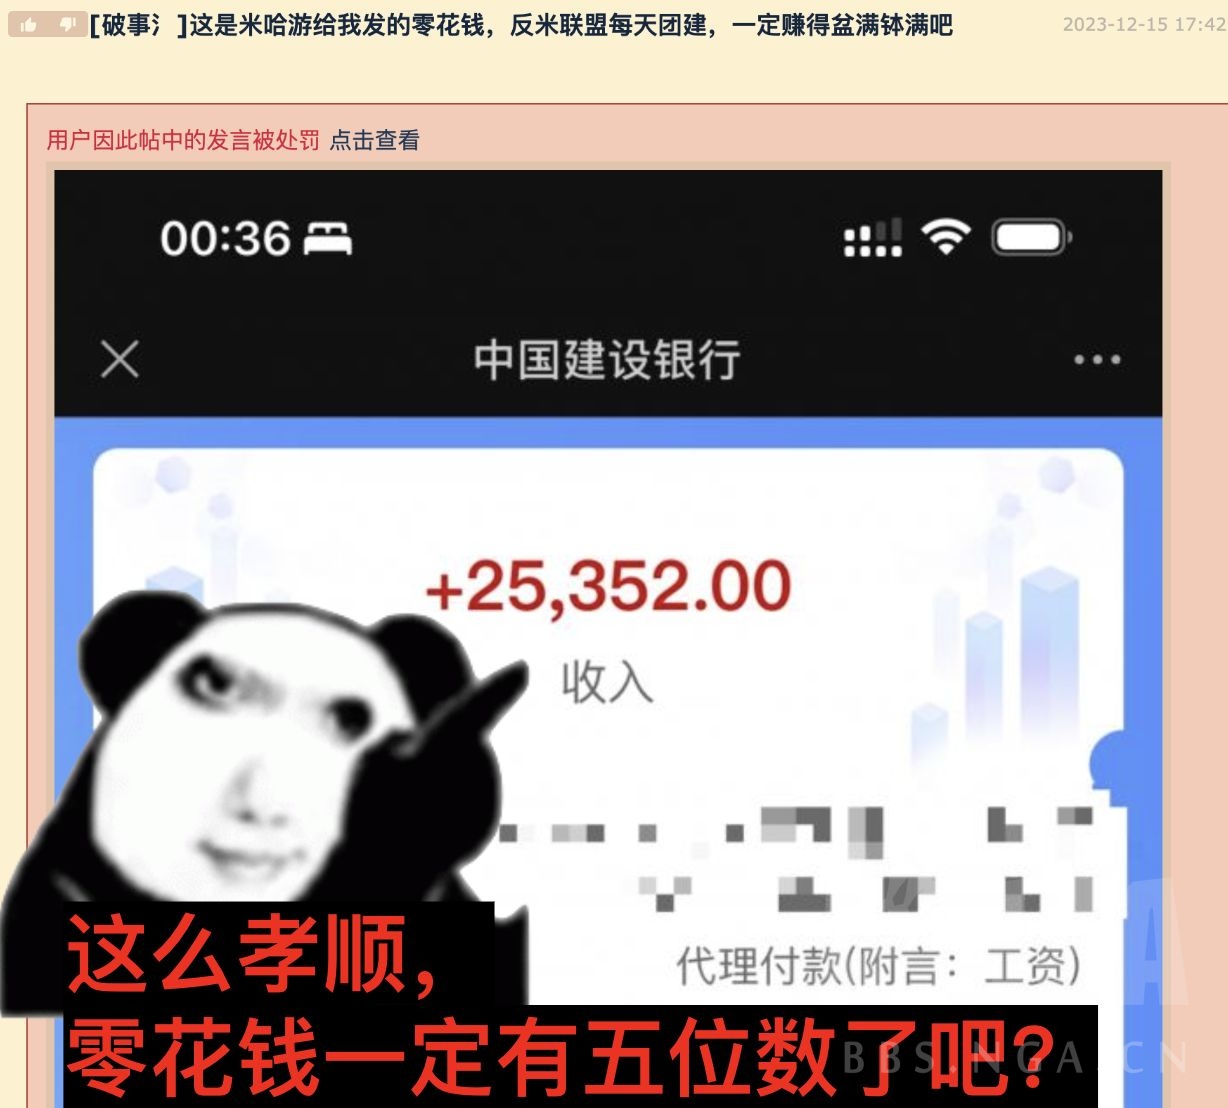 [破事氵]这是米哈游给我发的零花钱，反米联盟每天团建，一定赚得盆满钵满吧
2023-12-15 17:42
用户因此帖中的发言被处罚 点击查看
00:36
中国建设银行
+25,352.00
收入
代理付款(附言：工资)
这么孝顺，
零花钱一定有五位数了吧?
BBS.NGA.CN